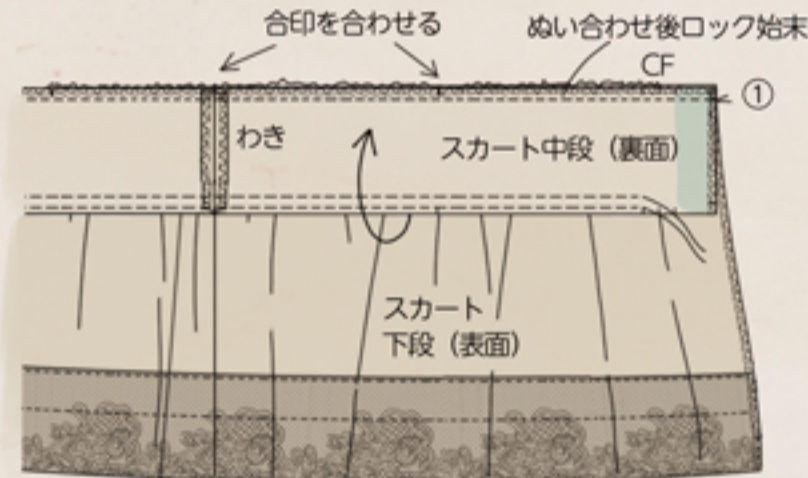 合印を合わせる
ぬい合わせ後ロック始末
CF
①
わき
スカート中段（裏面）
スカート
下段（表面）